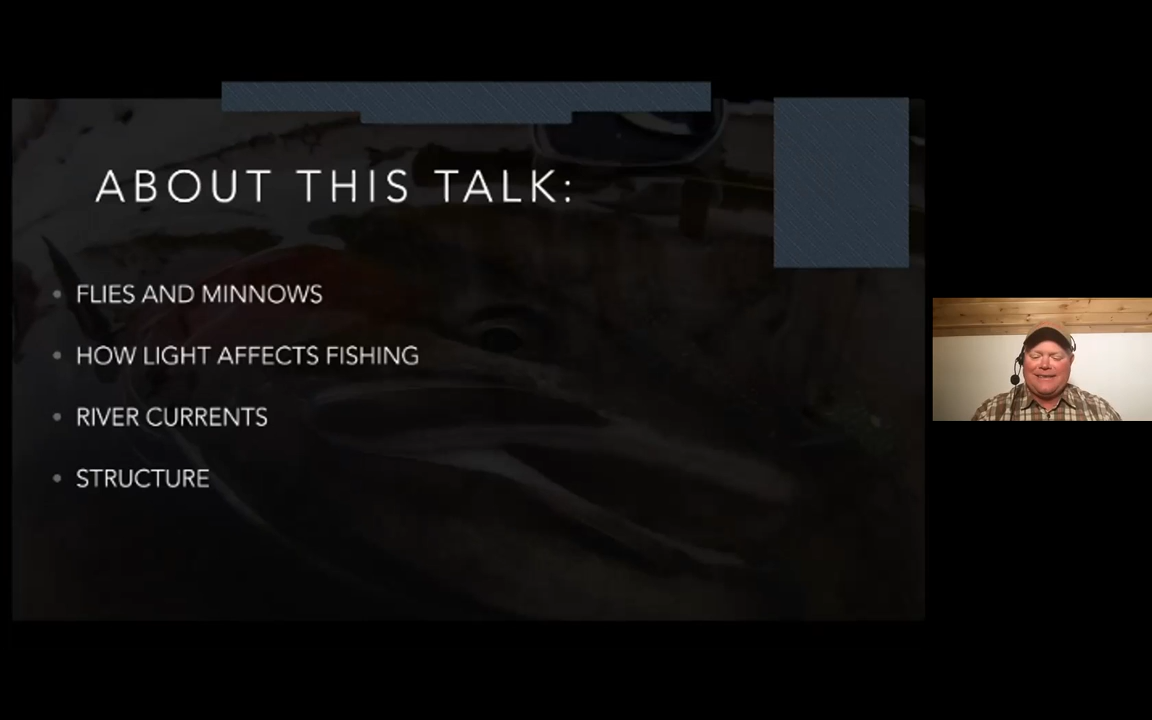 ABOUT THIS TALK:
• FLIES AND MINNOWS
• HOW LIGHT AFFECTS FISHING
• RIVER CURRENTS
• STRUCTURE